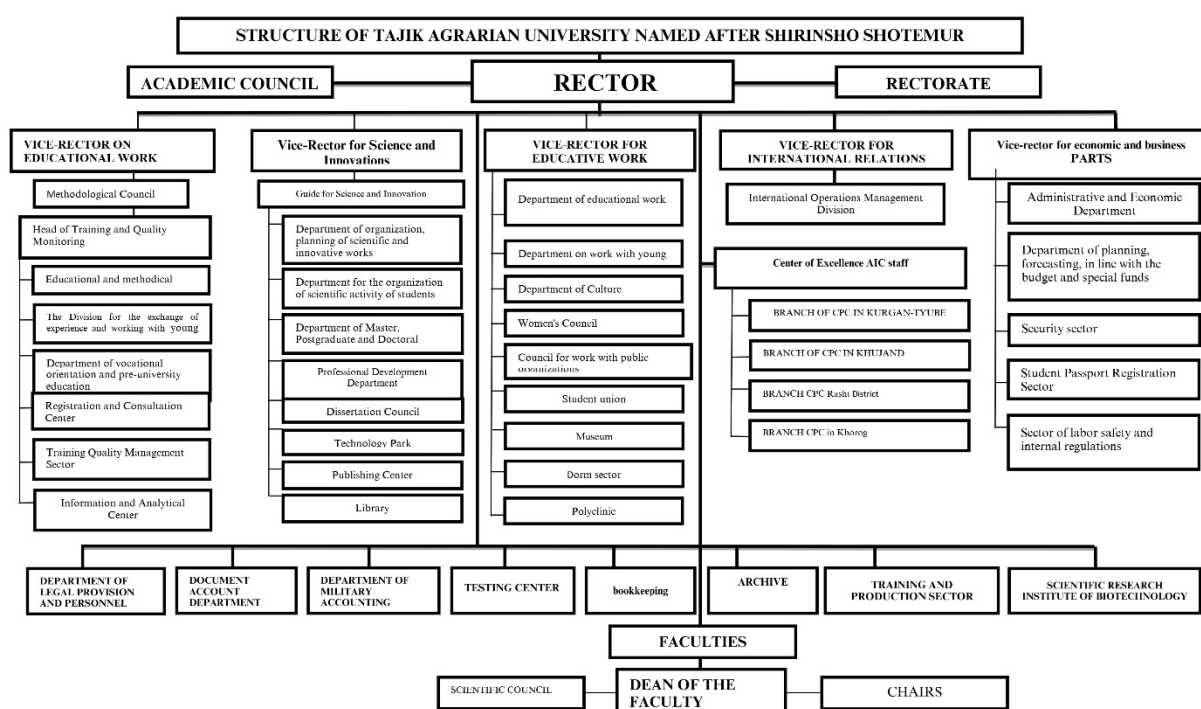 STRUCTURE OF TAJIK AGRARIAN UNIVERSITY NAMED AFTER SHIRINSHO SHOTEMUR
ACADEMIC COUNCIL
RECTOR
RECTORATE
VICE-RECTOR ON
EDUCATIONAL WORK
Methodological Council
Head of Training and Quality
Monitoring
Educational and methodical
The Division for the exchange of
experience and working with young
Department of vocational
orientation and pre-university
education
Registration and Consultation
Center
Training Quality Management
Sector
Information and Analytical
Center
Vice-Rector for Science and
Innovations
Guide for Science and Innovation
Department of organization,
planning of scientific and
innovative works
Department for the organization
of scientific activity of students
Department of Master,
Postgraduate and Doctoral
Professional Development
Department
Dissertation Council
Technology Park
Publishing Center
Library
VICE-RECTOR FOR
EDUCATIVE WORK
Department of educational work
Department on work with young
Department of Culture
Women's Council
Council for work with public
organizations
Student union
Museum
Dorm sector
Polyclinic
VICE-RECTOR FOR
INTERNATIONAL RELATIONS
International Operations Management
Division
Center of Excellence AIC staff
BRANCH OF CPC IN KURGAN-TYUBE
BRANCH OF CPC IN KHUJAND
BRANCH CPC Rasht District
BRANCH CPC in Khorog
Vice-rector for economic and business
PARTS
Administrative and Economic
Department
Department of planning,
forecasting, in line with the
budget and special funds
Security sector
Student Passport Registration
Sector
Sector of labor safety and
internal regulations
DEPARTMENT OF
LEGAL PROVISION
AND PERSONNEL
DOCUMENT
ACCOUNT
DEPARTMENT
DEPARTMENT OF
MILITARY
ACCOUNTING
TESTING CENTER
bookkeeping
ARCHIVE
TRAINING AND
PRODUCTION SECTOR
SCIENTIFIC RESEARCH
INSTITUTE OF BIOTECHNOLOGY
FACULTIES
SCIENTIFIC COUNCIL
DEAN OF THE
FACULTY
CHAIRS